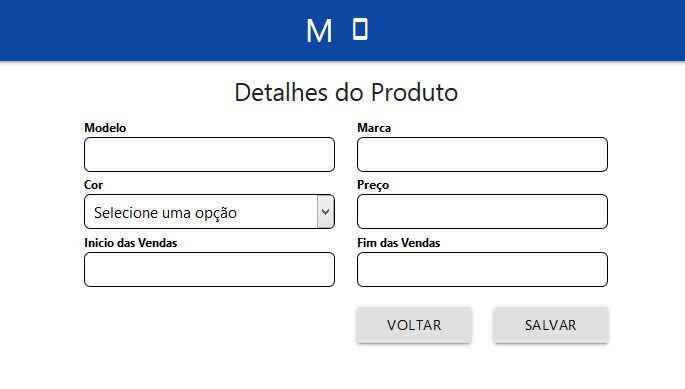 M
Detalhes do Produto
Modelo Marca
Cor Preço
Selecione uma opção
Inicio das Vendas Fim das Vendas
VOLTAR SALVAR